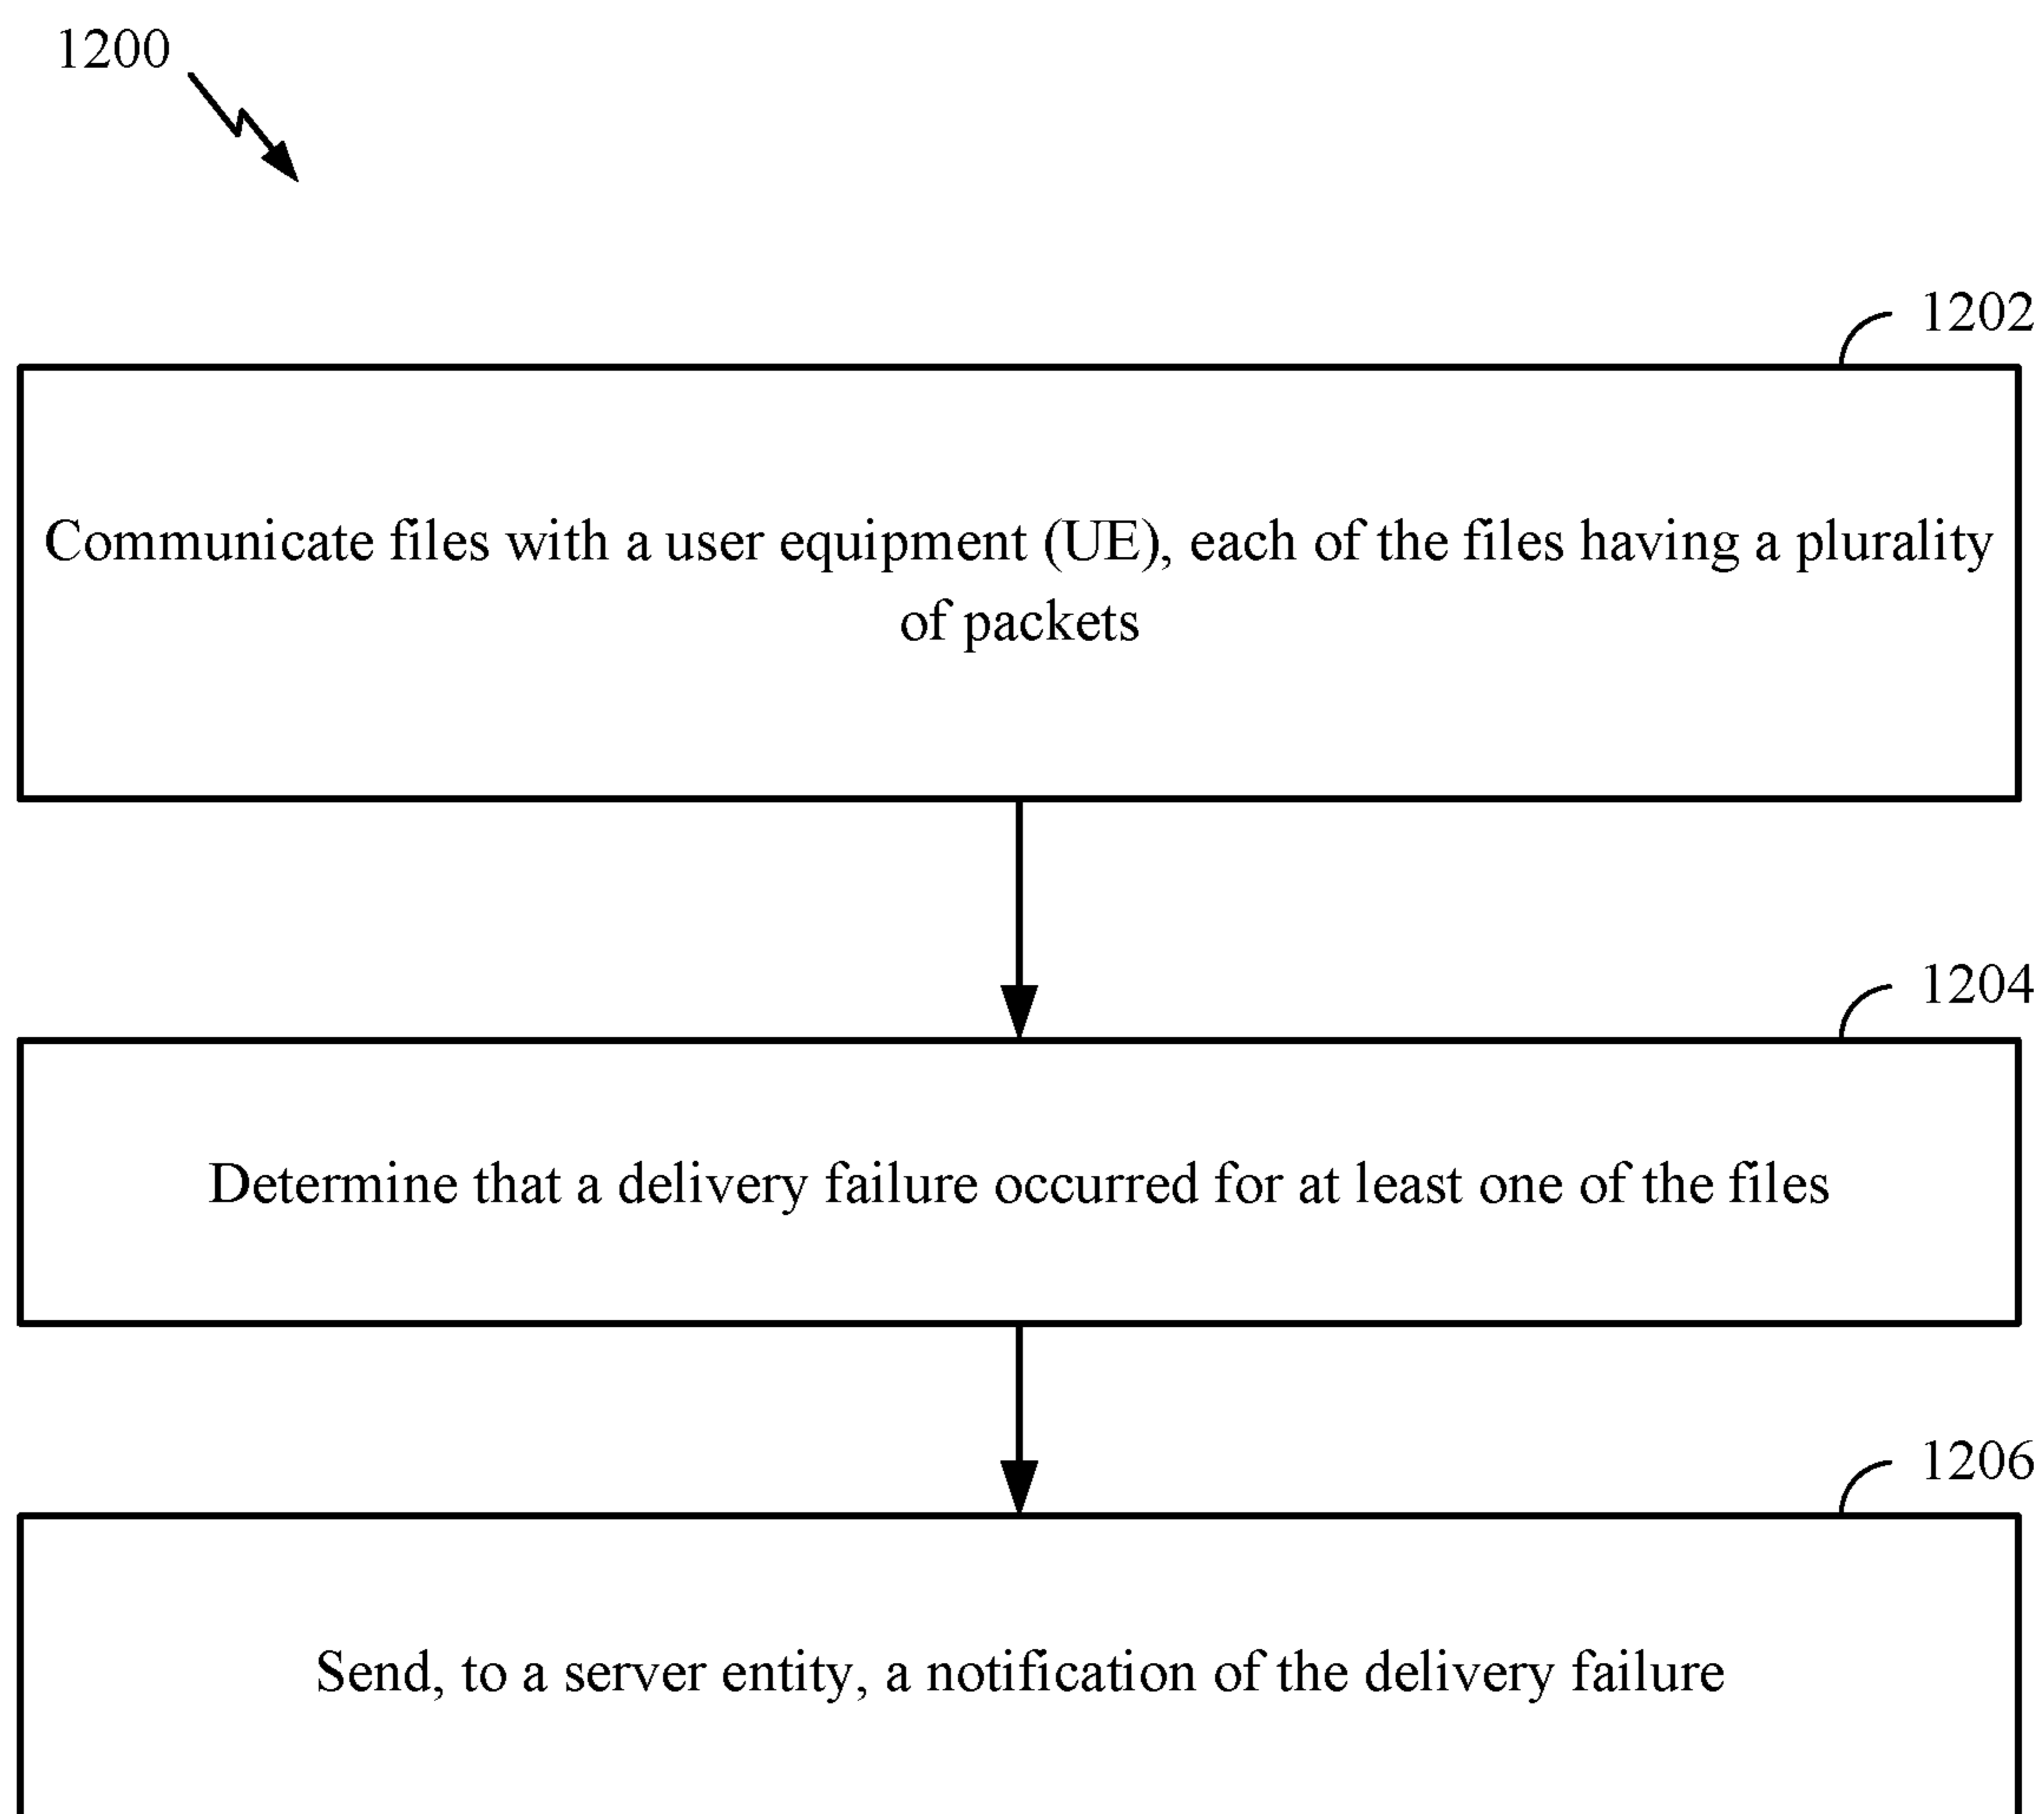 1200
1202
Communicate files with a user equipment (UE), each of the files having a plurality
of packets
1204
Determine that a delivery failure occurred for at least one of the files
1206
Send, to a server entity, a notification of the delivery failure